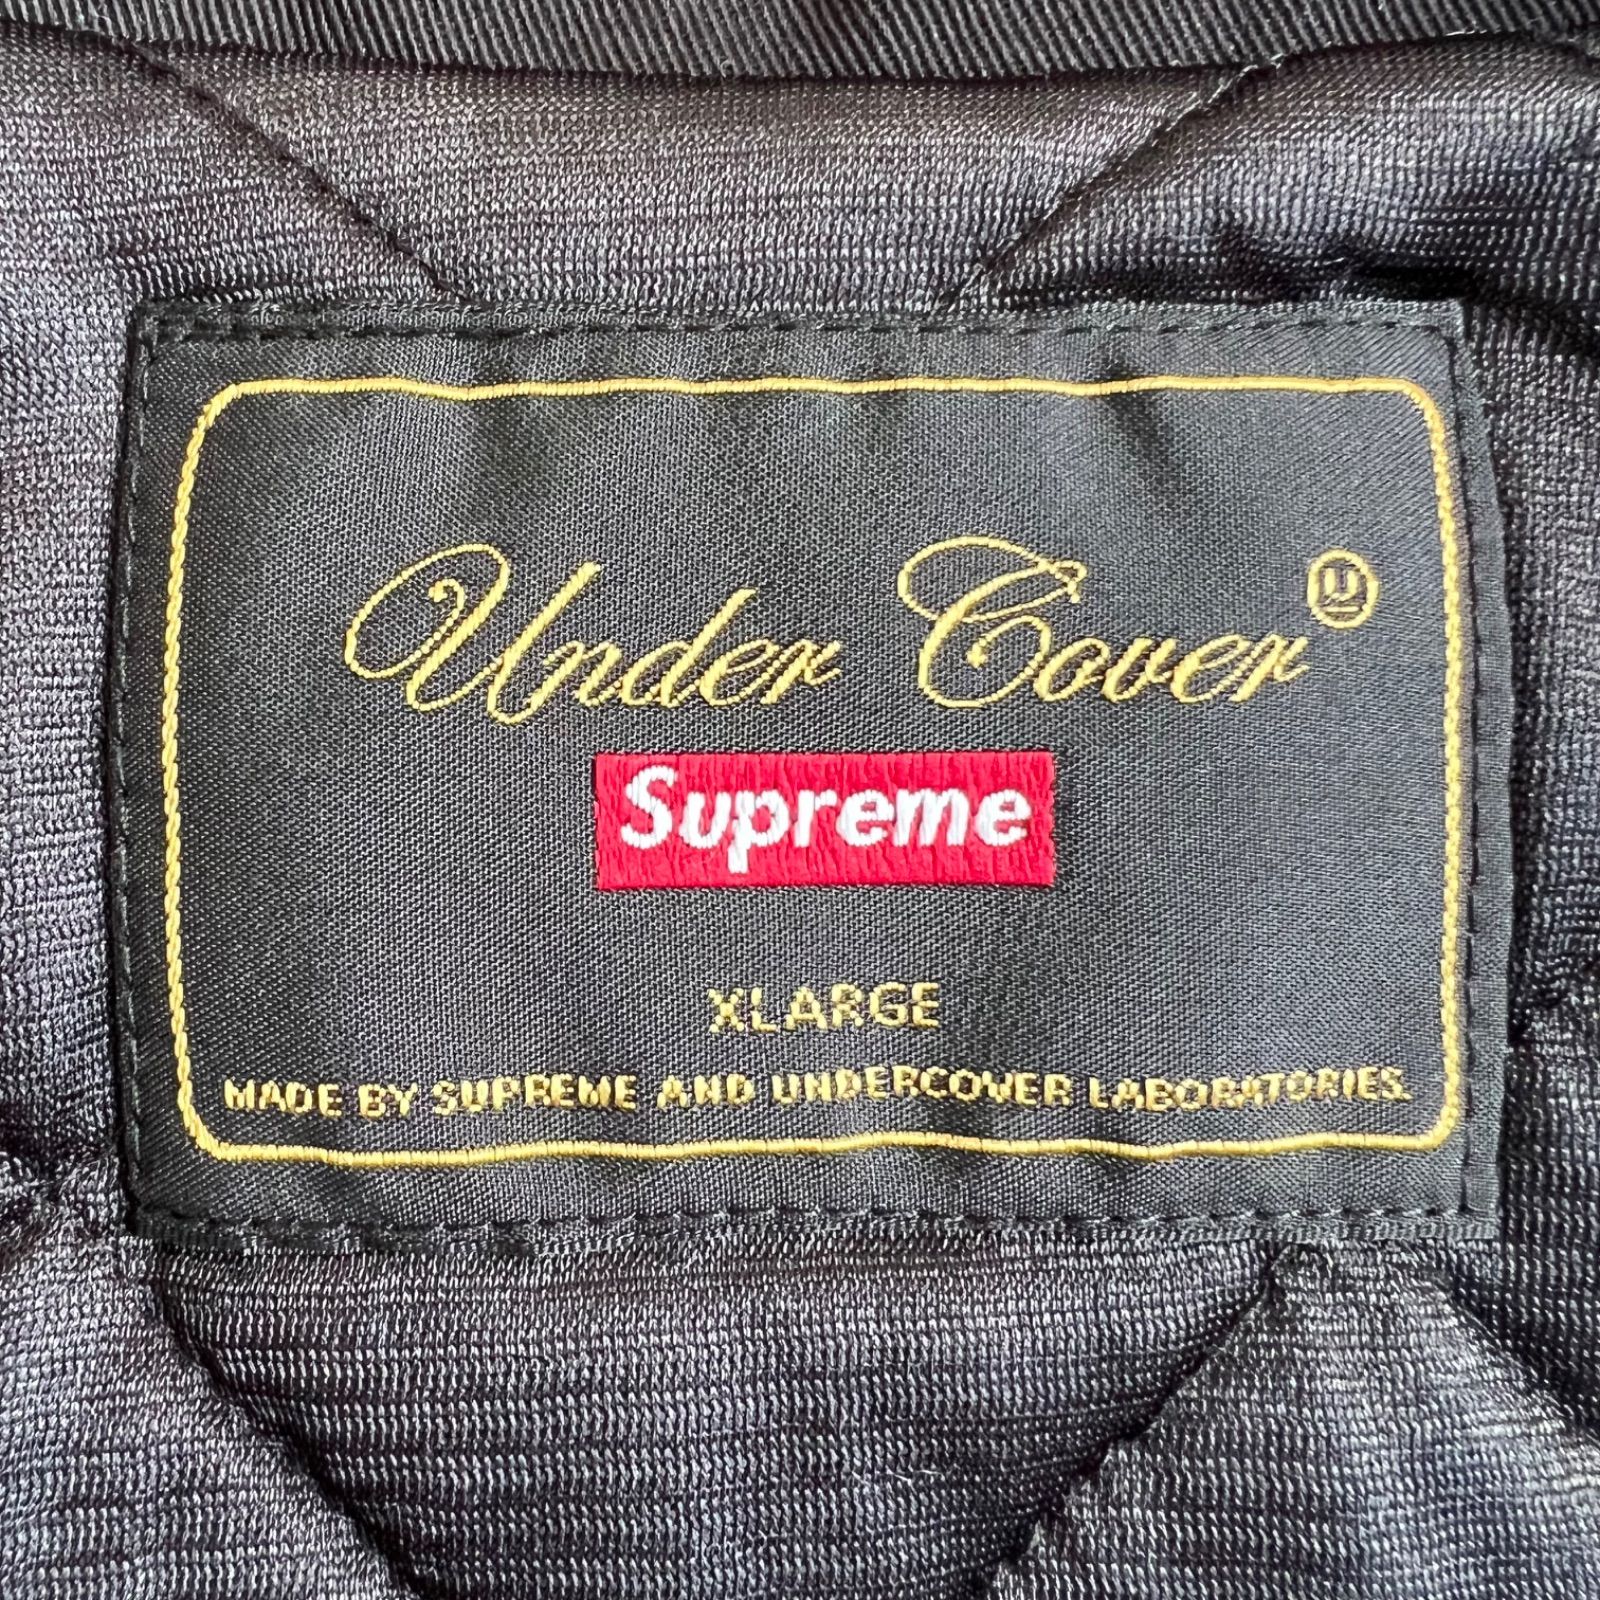 Under Cover Ⓤ
Supreme
XLARGE
MADE BY SUPREME AND UNDERCOVER LABORATORIES.